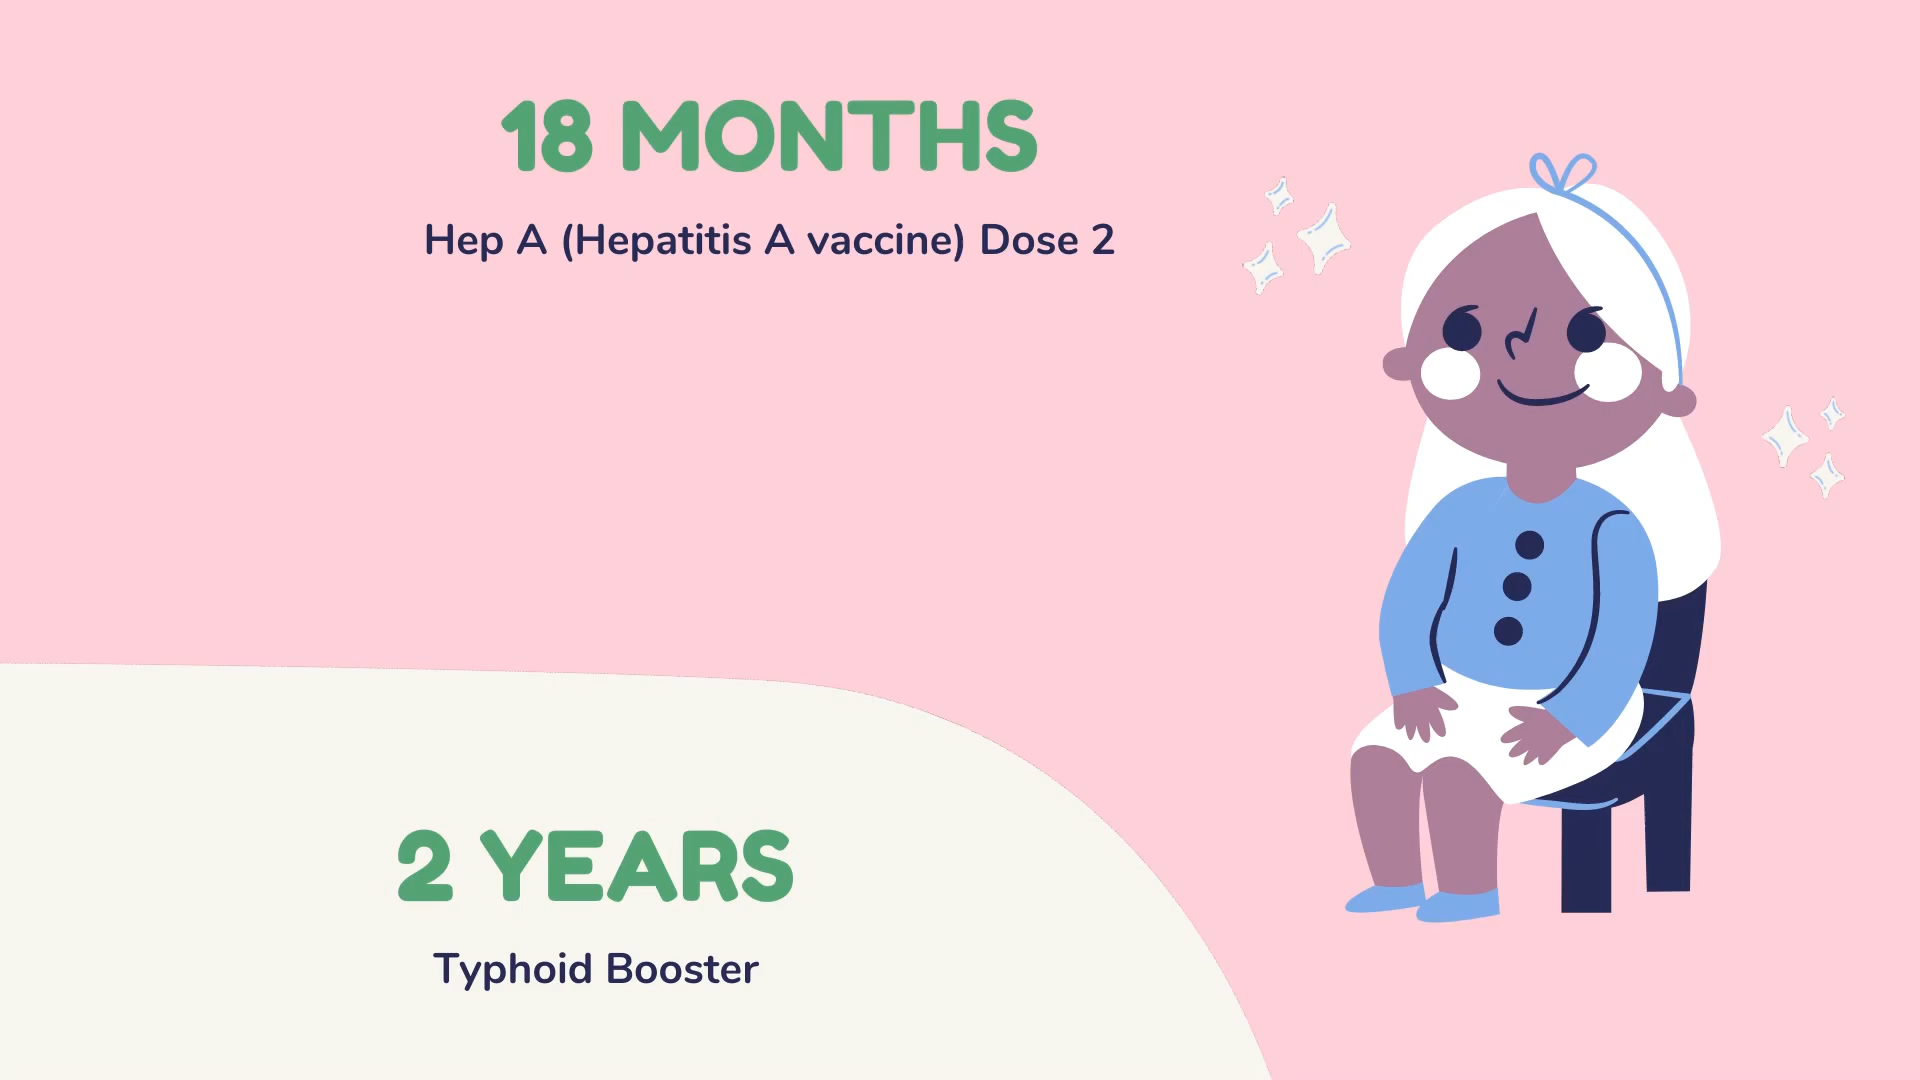 18 MONTHS
Hep A (Hepatitis A vaccine) Dose 2
2 YEARS
Typhoid Booster